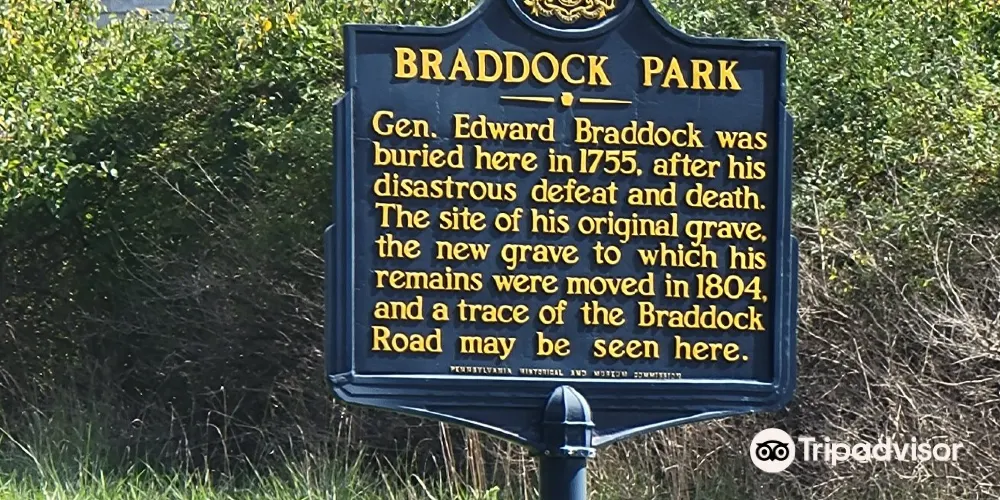 BRADDOCK PARK
Gen. Edward Braddock was
buried here in 1755, after his
disastrous defeat and death.
The site of his original grave,
the new grave to which his
remains were moved in 1804,
and a trace of the Braddock
Road may be seen here.
PENNSYLVANIA HISTORICAL AND MUSEUM COMMISSION
Tripadvisor